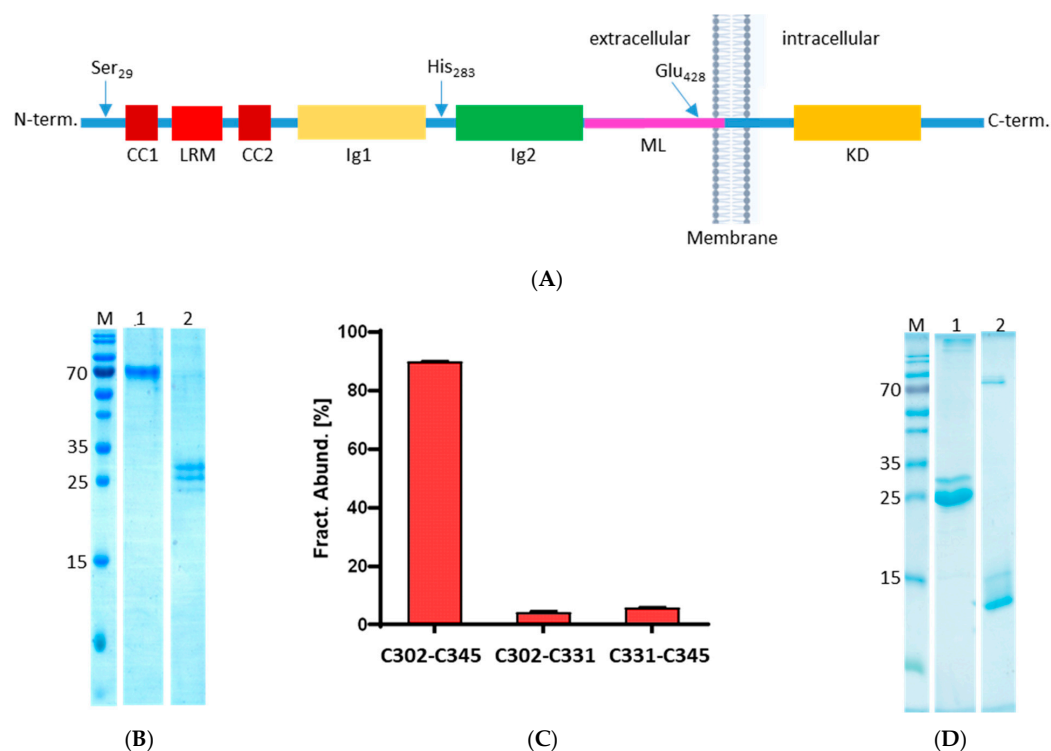 extracellular intracellular
Ser29 His283 Glu428
N-term. C-term.
CC1 LRM CC2 Ig1 Ig2 ML KD
Membrane
(A)
M 1 2
70
35
25
15
(B)
Fract. Abund. [%]
100
80
60
40
20
0
C302-C345 C302-C331 C331-C345
(C)
M 1 2
70
35
25
15
(D)